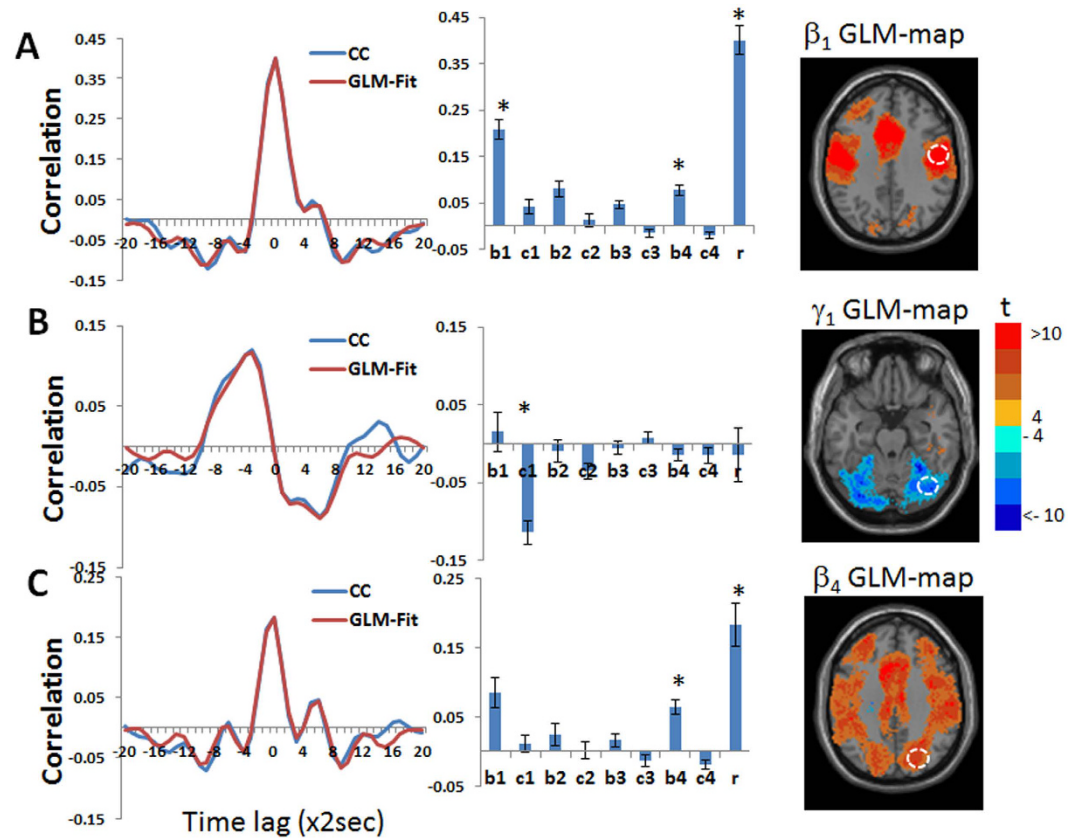 A
Correlation
0.45
0.35
0.25
0.15
0.05
-0.05
-0.15
CC
GLM-Fit
-20 -16 -12 -8 -4 0 4 8 12 16 20
0.45
0.35
0.25
0.15
0.05
-0.05
*
*
*
b1 c1 b2 c2 b3 c3 b4 c4 r
β1 GLM-map
B
Correlation
0.15
0.05
-0.05
-0.15
CC
GLM-Fit
-20 -16 -12 -8 -4 0 4 8 12 16 20
0.15
0.05
-0.05
-0.15
*
b1 c1 b2 c2 b3 c3 b4 c4 r
γ1 GLM-map
t
>10
4
- 4
<- 10
C
Correlation
0.25
0.15
0.05
-0.05
-0.15
CC
GLM-Fit
-20 -16 -12 -8 -4 0 4 8 12 16 20
Time lag (x2sec)
0.25
0.15
0.05
-0.05
*
*
b1 c1 b2 c2 b3 c3 b4 c4 r
β4 GLM-map